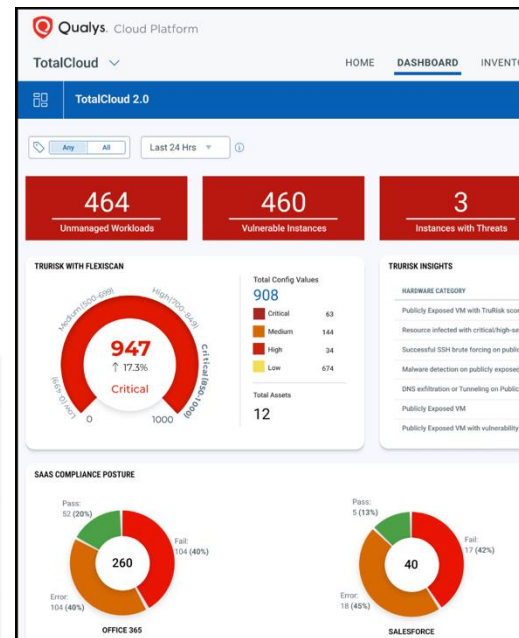 Qualys. Cloud Platform
TotalCloud
HOME DASHBOARD INVENTO
TotalCloud 2.0
Any All Last 24 Hrs
464
Unmanaged Workloads
460
Vulnerable Instances
3
Instances with Threats
TRURISK WITH FLEXISCAN
Low (0-499)
Medium (500-699)
High (700-849)
Critical (850-1000)
947
↑ 17.3%
Critical
0 1000
Total Config Values
908
Critical 63
Medium 144
High 34
Low 674
Total Assets
12
TRURISK INSIGHTS
HARDWARE CATEGORY
Publicly Exposed VM with TruRisk scor
Resource infected with critical/high-se
Successful SSH brute forcing on public
Malware detection on publicly exposed
DNS exfiltration or Tunneling on Public
Publicly Exposed VM
Publicly Exposed VM with vulnerability
SAAS COMPLIANCE POSTURE
Pass:
52 (20%)
Fail:
104 (40%)
260
Error:
104 (40%)
OFFICE 365
Pass:
5 (13%)
Fail:
17 (42%)
40
Error:
18 (45%)
SALESFORCE